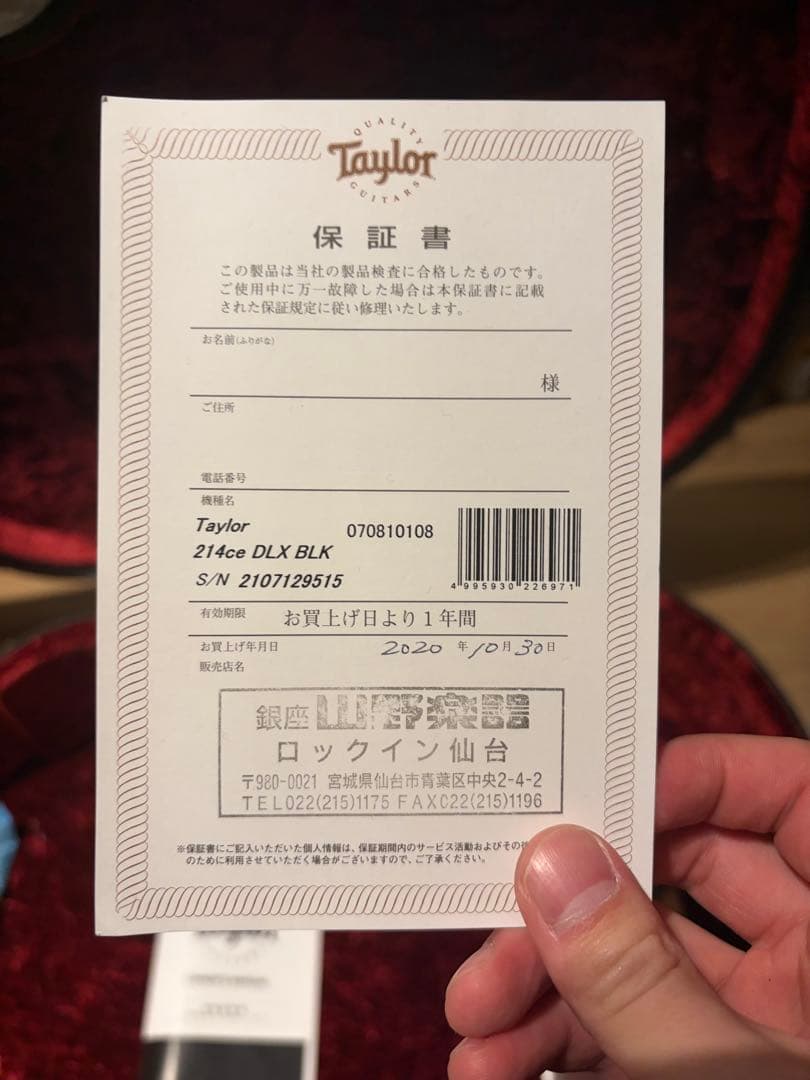 QUALITY
Taylor
GUITARS
保証書
この製品は当社の製品検査に合格したものです。
ご使用中に万一故障した場合は本保証書に記載
された保証規定に従い修理いたします。
お名前(ふりがな)
様
ご住所
電話番号
機種名
Taylor 070810108
214ce DLX BLK
S/N 2107129515
4995930226971
有効期限 お買上げ日より1年間
お買上げ年月日 2020年10月30日
販売店名
銀座山野楽器
ロックイン仙台
〒980-0021 宮城県仙台市青葉区中央2-4-2
TEL022(215)1175 FAX022(215)1196
※保証書にご記入いただいた個人情報は、保証期間内のサービス活動およびその
のために利用させていただく場合がございますので、ご了承ください。